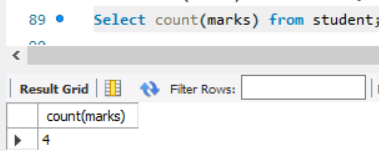 89 Select count(marks) from student;
Result Grid Filter Rows:
count(marks)
4